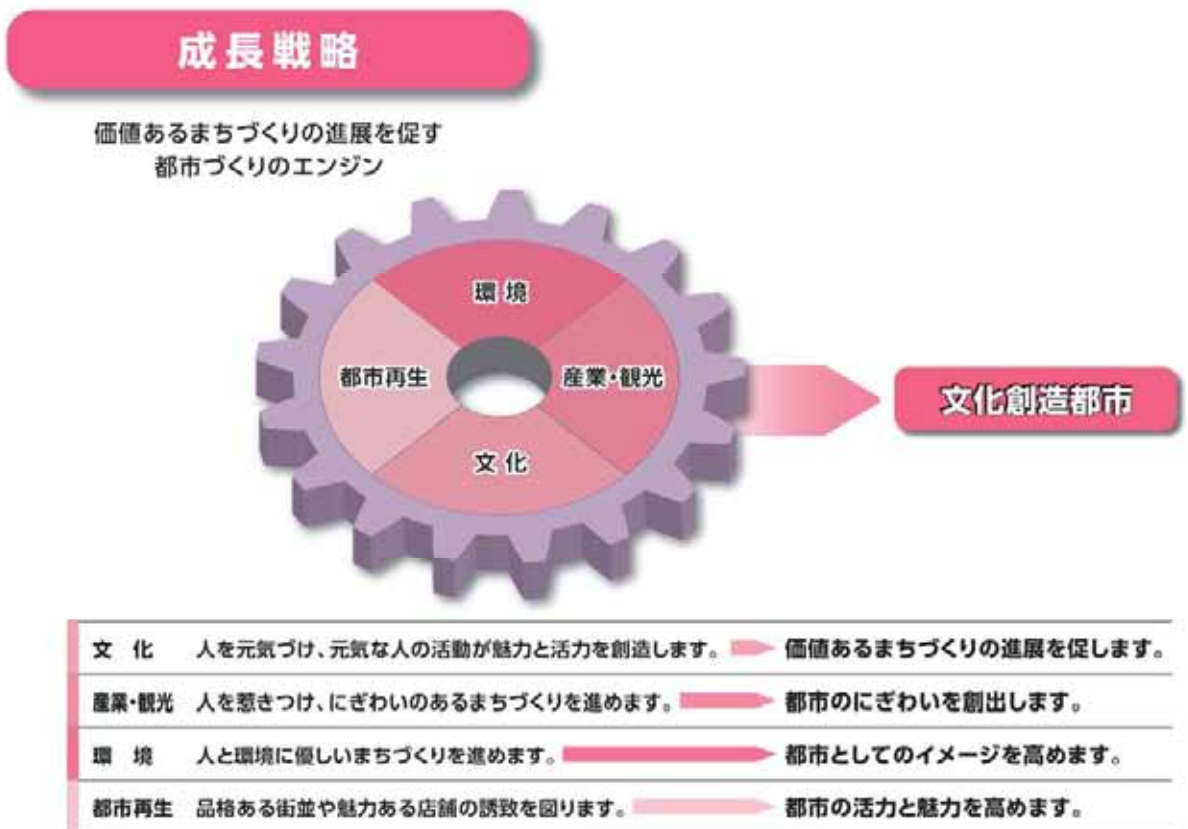 成長戦略
価値あるまちづくりの進展を促す
都市づくりのエンジン
環境
都市再生
産業・観光
文化
文化創造都市
文化 人を元気づけ、元気な人の活動が魅力と活力を創造します。 価値あるまちづくりの進展を促します。
産業・観光 人を惹きつけ、にぎわいのあるまちづくりを進めます。 都市のにぎわいを創出します。
環境 人と環境に優しいまちづくりを進めます。 都市としてのイメージを高めます。
都市再生 品格ある街並や魅力ある店舗の誘致を図ります。 都市の活力と魅力を高めます。